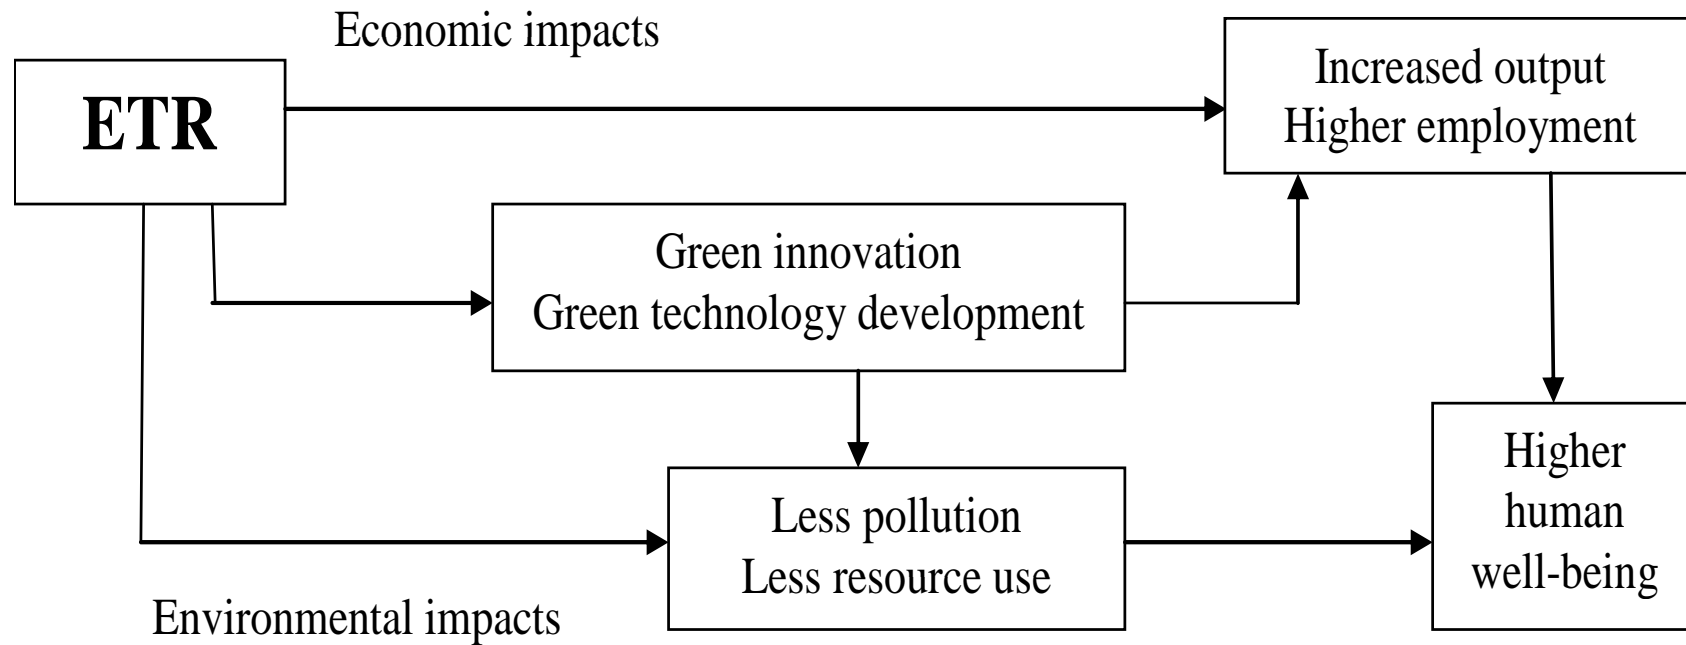 Economic impacts
ETR
Increased output
Higher employment
Green innovation
Green technology development
Less pollution
Less resource use
Higher
human
well-being
Environmental impacts